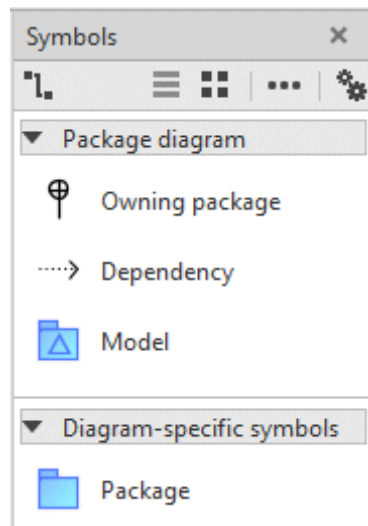 Symbols
Package diagram
Owning package
Dependency
Model
Diagram-specific symbols
Package